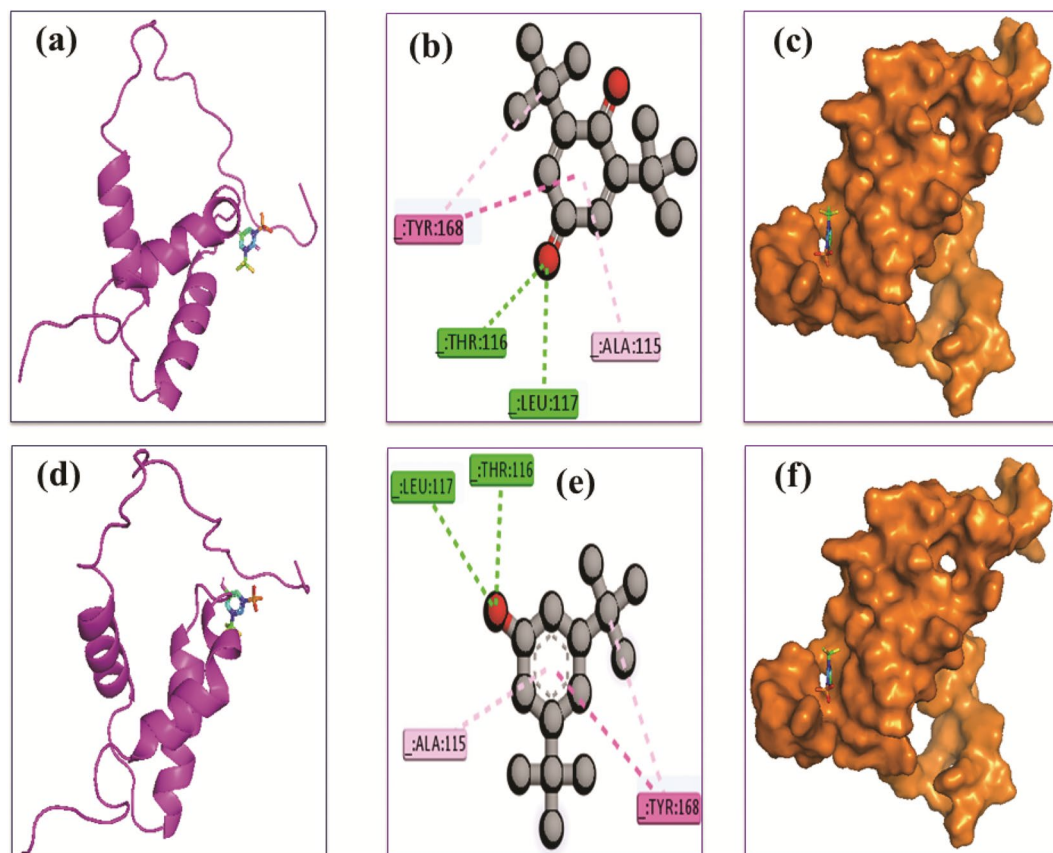 (a)
(b)
(c)
_:TYR:168
_:THR:116
_:ALA:115
_:LEU:117
(d)
(e)
(f)
_:THR:116
_:LEU:117
_:ALA:115
_:TYR:168